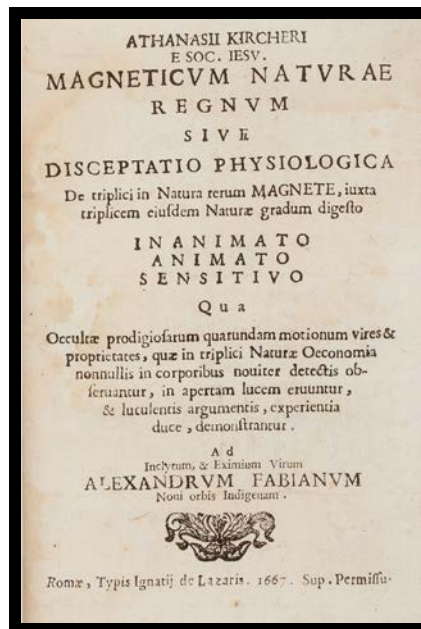 ATHANASII KIRCHERI
E SOC. IESV.
MAGNETICVM NATVRAE
REGNVM
SIVE
DISCEPTATIO PHYSIOLOGICA
De triplici in Natura rerum MAGNETE, iuxta
triplicem eiuſdem Naturæ gradum digeſto
INANIMATO
ANIMATO
SENSITIVO
Qua
Occultæ prodigioſarum quarundam motionum vires &
proprietates, quæ in triplici Naturæ Oeconomia
nonnullis in corporibus nouiter detectis ob-
ſeruantur, in apertam lucem eruuntur,
& luculentis argumentis, experientia
duce, demonſtrantur.
Ad
Inclytum, & Eximium Virum
ALEXANDRVM FABIANVM
Noui orbis Indigenam.
Romæ, Typis Ignatij de Lazaris. 1667. Sup. Permiſſu.